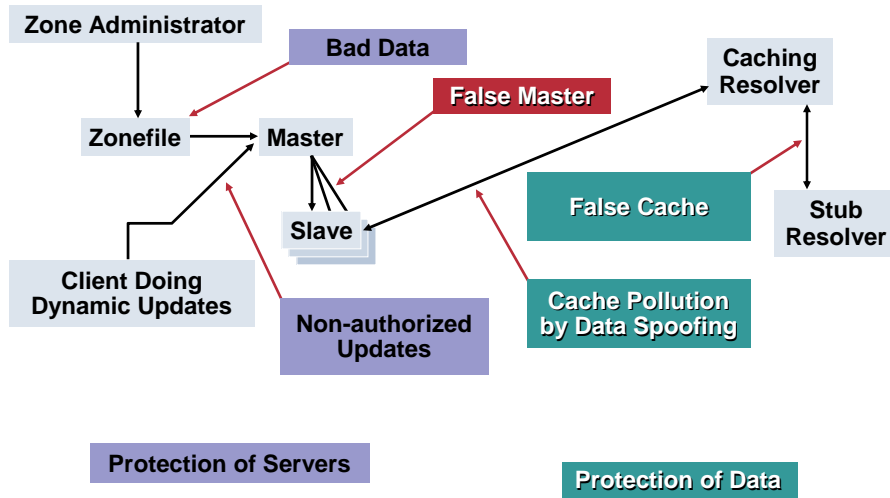 Zone Administrator
Bad Data
Caching
Resolver
False Master
Zonefile
Master
False Cache
Stub
Resolver
Slave
Client Doing
Dynamic Updates
Cache Pollution
by Data Spoofing
Non-authorized
Updates
Protection of Servers
Protection of Data